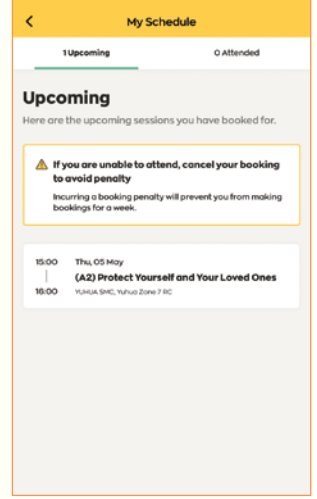 My Schedule
1 Upcoming
0 Attended
Upcoming
Here are the upcoming sessions you have booked for.
If you are unable to attend, cancel your booking
to avoid penalty
Incurring a booking penalty will prevent you from making
bookings for a week.
15:00 Thu, 05 May
(A2) Protect Yourself and Your Loved Ones
16:00 YUHUA SMC, Yuhua Zone 7 RC